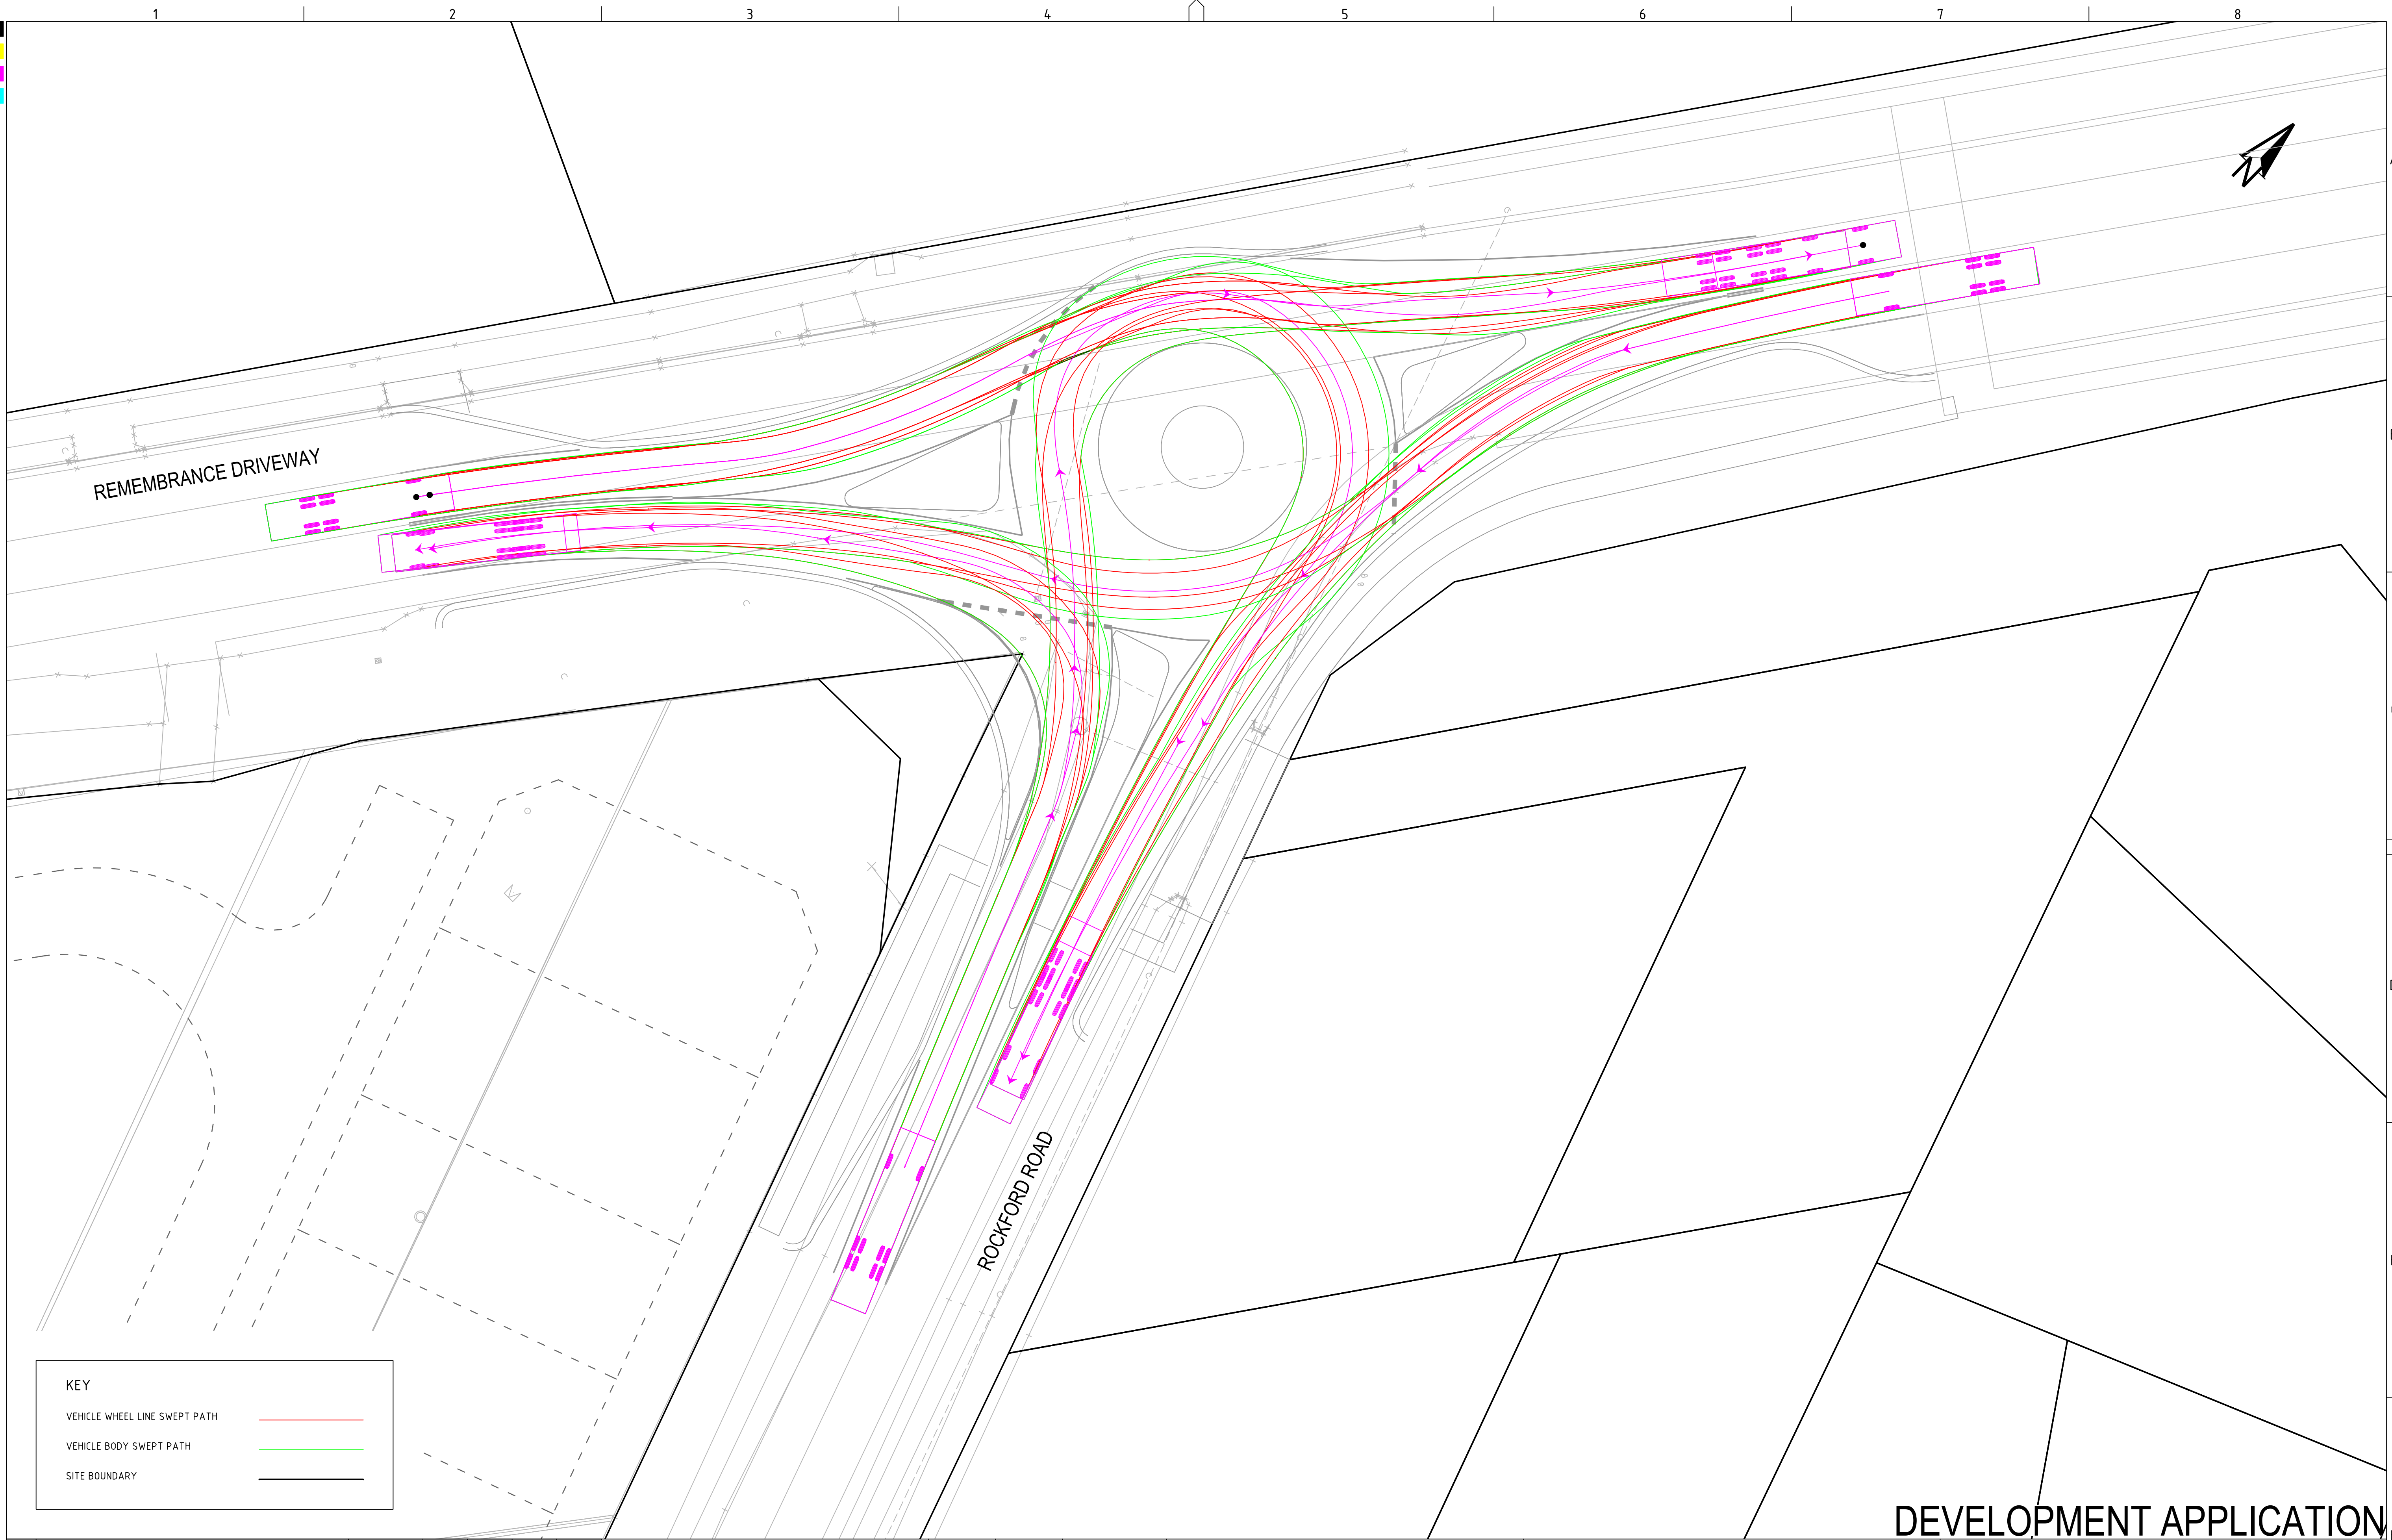 1 2 3 4 5 6 7 8
A
REMEMBRANCE DRIVEWAY
ROCKFORD ROAD
KEY
VEHICLE WHEEL LINE SWEPT PATH
VEHICLE BODY SWEPT PATH
SITE BOUNDARY
DEVELOPMENT APPLICATION